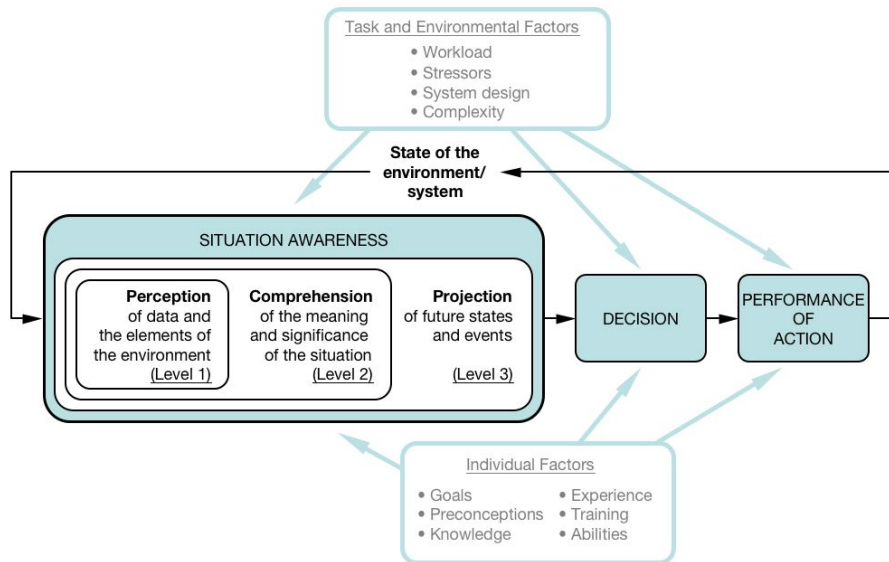 Task and Environmental Factors
• Workload
• Stressors
• System design
• Complexity
State of the
environment/
system
SITUATION AWARENESS
Perception
of data and
the elements of
the environment
(Level 1)
Comprehension
of the meaning
and significance
of the situation
(Level 2)
Projection
of future states
and events
(Level 3)
DECISION
PERFORMANCE
OF
ACTION
Individual Factors
• Goals
• Preconceptions
• Knowledge
• Experience
• Training
• Abilities